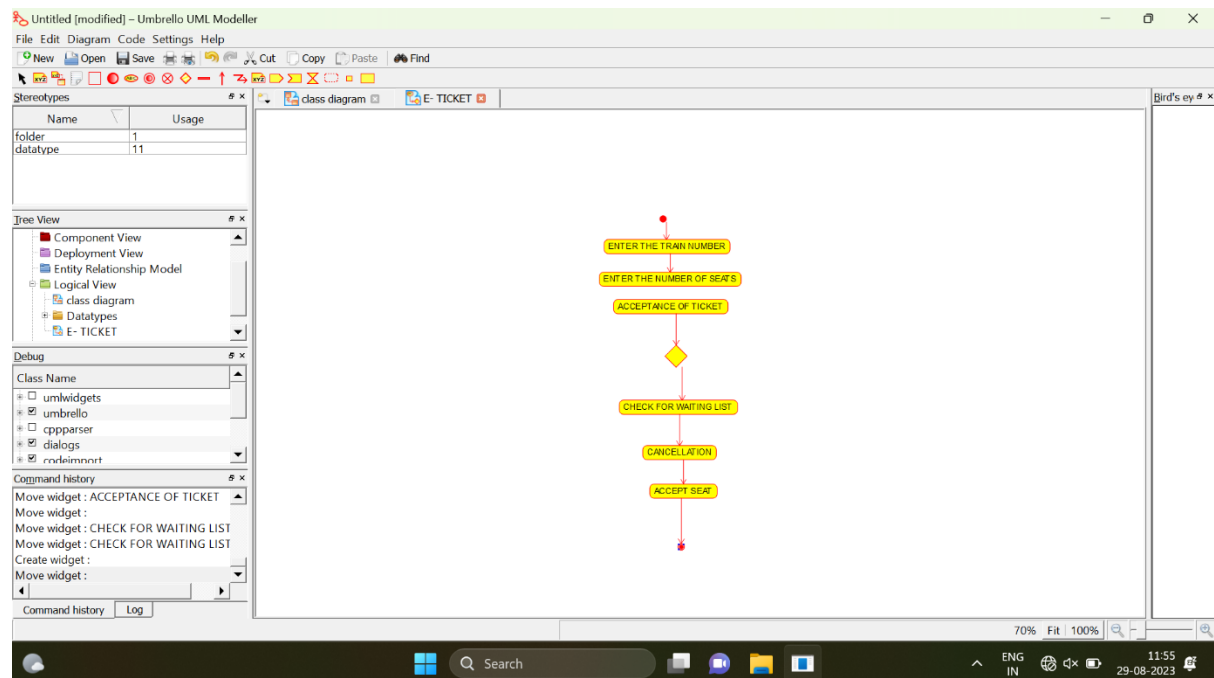 Untitled [modified] – Umbrello UML Modeller
File Edit Diagram Code Settings Help
New Open Save Cut Copy Paste Find
Stereotypes
Name Usage
folder 1
datatype 11
Tree View
Component View
Deployment View
Entity Relationship Model
Logical View
class diagram
Datatypes
E- TICKET
Debug
Class Name
umlwidgets
umbrello
cppparser
dialogs
codeimport
Command history
Move widget : ACCEPTANCE OF TICKET
Move widget :
Move widget : CHECK FOR WAITING LIST
Move widget : CHECK FOR WAITING LIST
Create widget :
Move widget :
Command history Log
class diagram E- TICKET
ENTER THE TRAIN NUMBER
ENTER THE NUMBER OF SEATS
ACCEPTANCE OF TICKET
CHECK FOR WAITING LIST
CANCELLATION
ACCEPT SEAT
Bird's ey
70% Fit 100%
Search
ENG
IN
11:55
29-08-2023